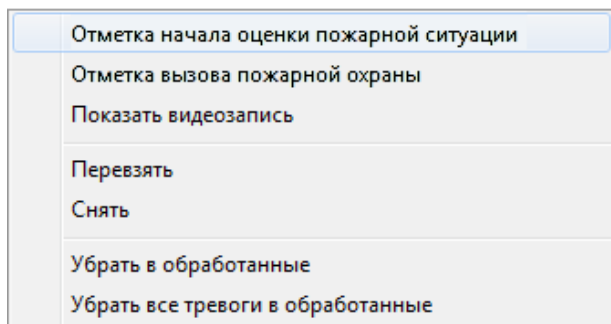 Отметка начала оценки пожарной ситуации
Отметка вызова пожарной охраны
Показать видеозапись
Перевзять
Снять
Убрать в обработанные
Убрать все тревоги в обработанные